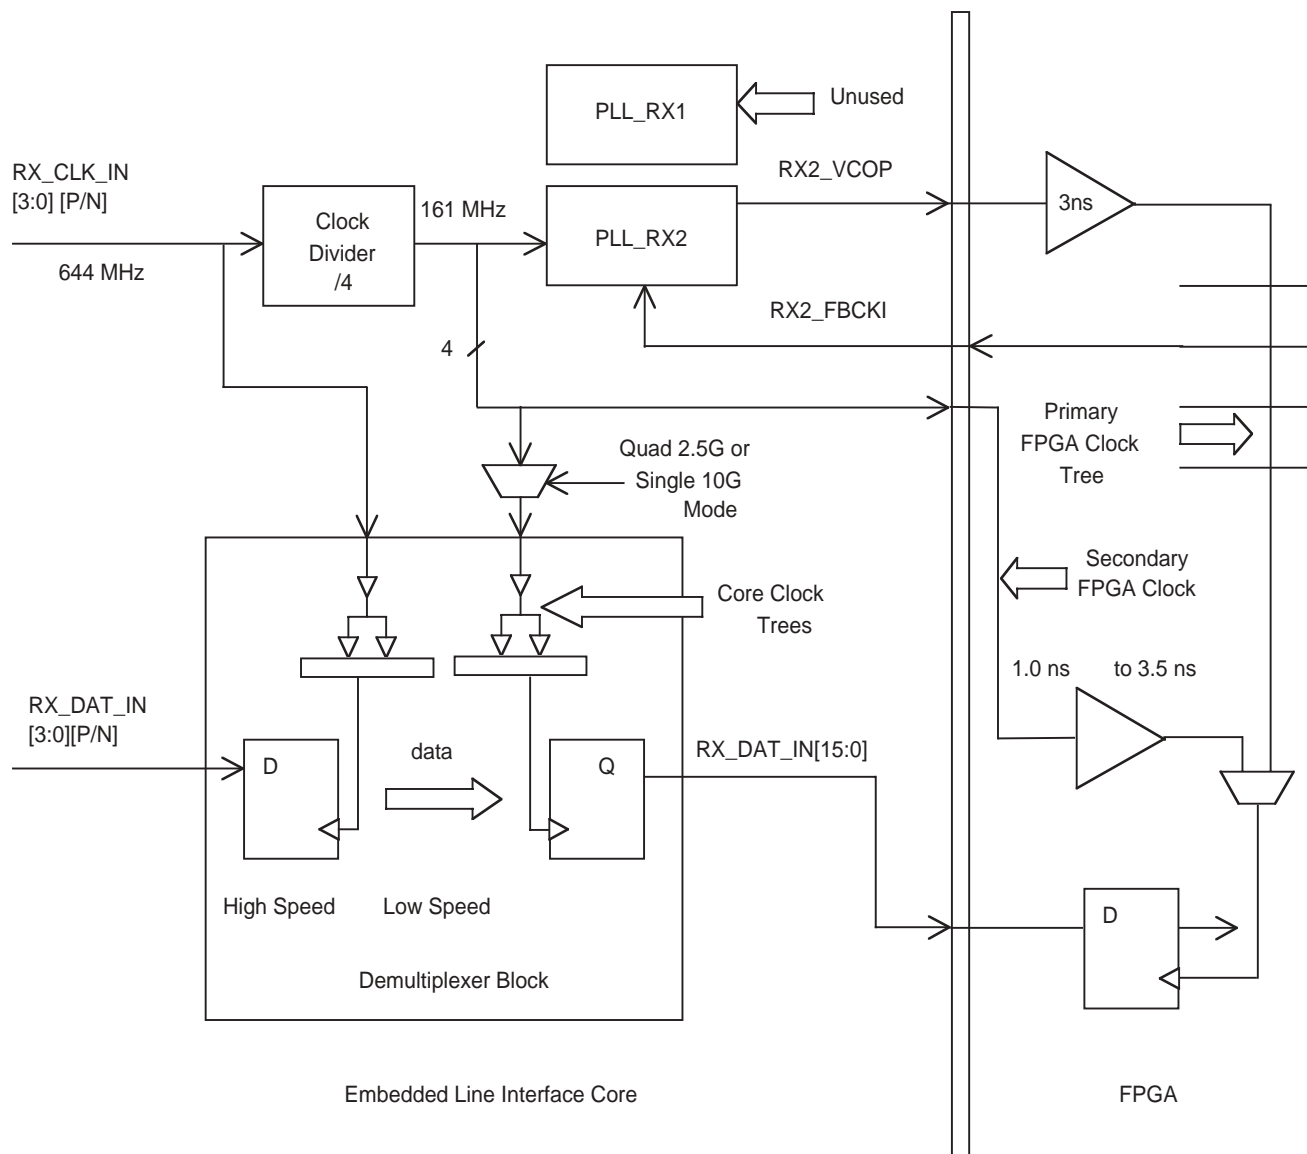 PLL_RX1
Unused
RX_CLK_IN
[3:0] [P/N]
RX2_VCOP
161 MHz
Clock
Divider
/4
PLL_RX2
3ns
644 MHz
RX2_FBCKI
4
Primary
FPGA Clock
Tree
Quad 2.5G or
Single 10G
Mode
Secondary
FPGA Clock
Core Clock
Trees
1.0 ns to 3.5 ns
RX_DAT_IN
[3:0][P/N]
D
data
Q
RX_DAT_IN[15:0]
High Speed
Low Speed
D
Demultiplexer Block
Embedded Line Interface Core
FPGA